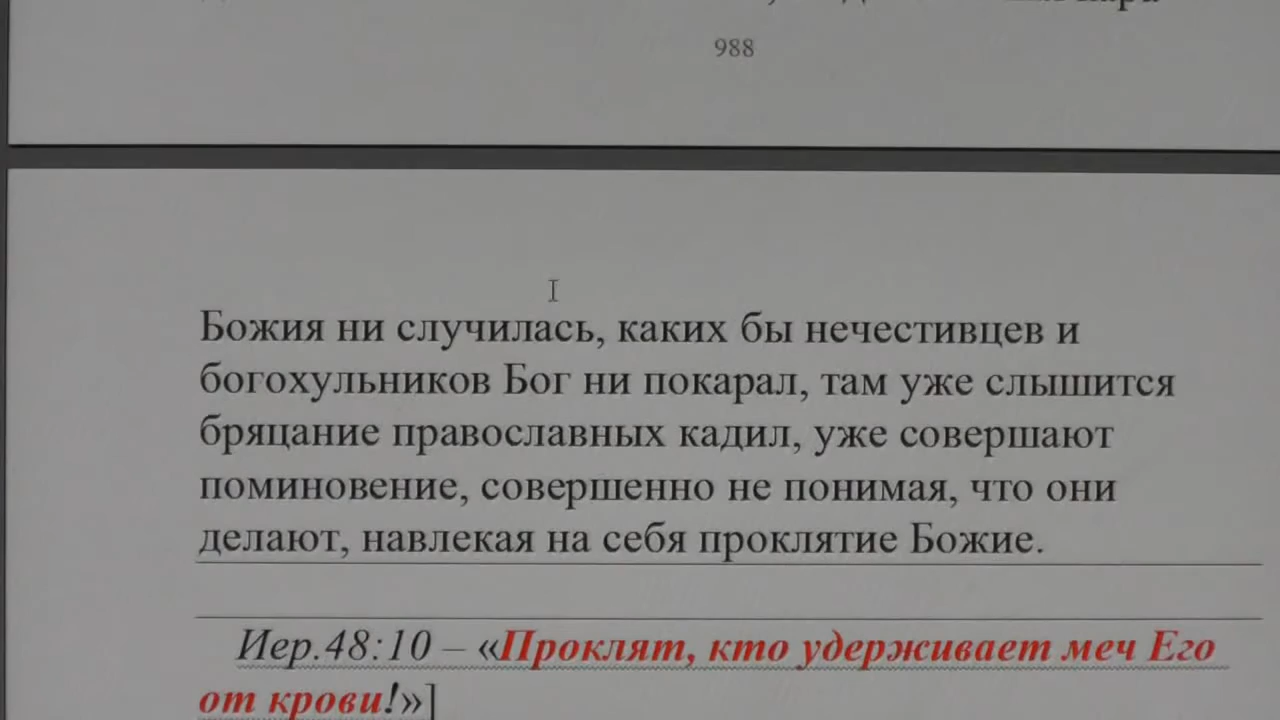 988
Божия ни случилась, каких бы нечестивцев и
богохульников Бог ни покарал, там уже слышится
бряцание православных кадил, уже совершают
поминовение, совершенно не понимая, что они
делают, навлекая на себя проклятие Божие.
Иер.48:10 – «Проклят, кто удерживает меч Его
от крови!»]